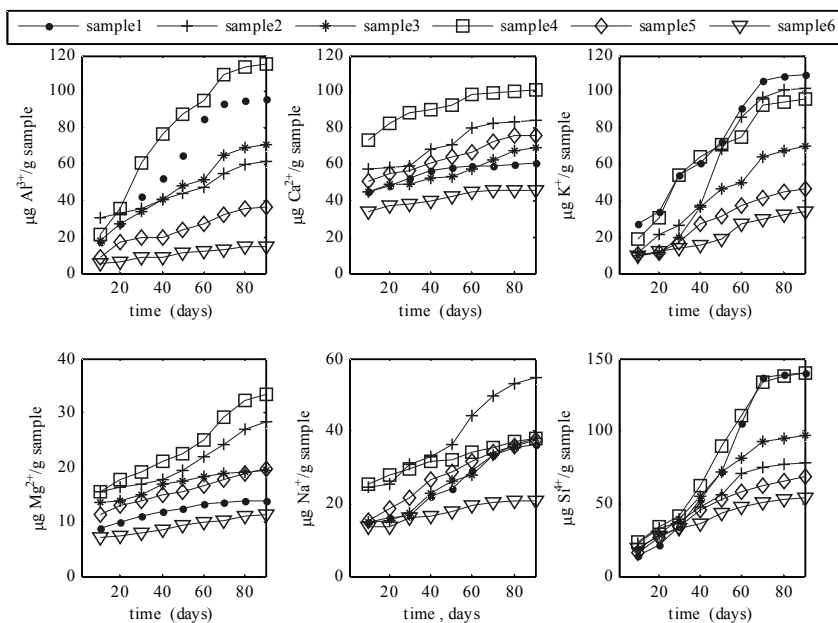 sample1 sample2 sample3 sample4 sample5 sample6
120
100
80
60
40
20
0
µg Al3+/g sample
20 40 60 80
time (days)
120
100
80
60
40
20
0
µg Ca2+/g sample
20 40 60 80
time (days)
120
100
80
60
40
20
0
µg K+/g sample
20 40 60 80
time (days)
40
30
20
10
0
µg Mg2+/g sample
20 40 60 80
time (days)
60
40
20
0
µg Na+/g sample
20 40 60 80
time , days
150
100
50
0
µg Si4+/g sample
20 40 60 80
time (days)